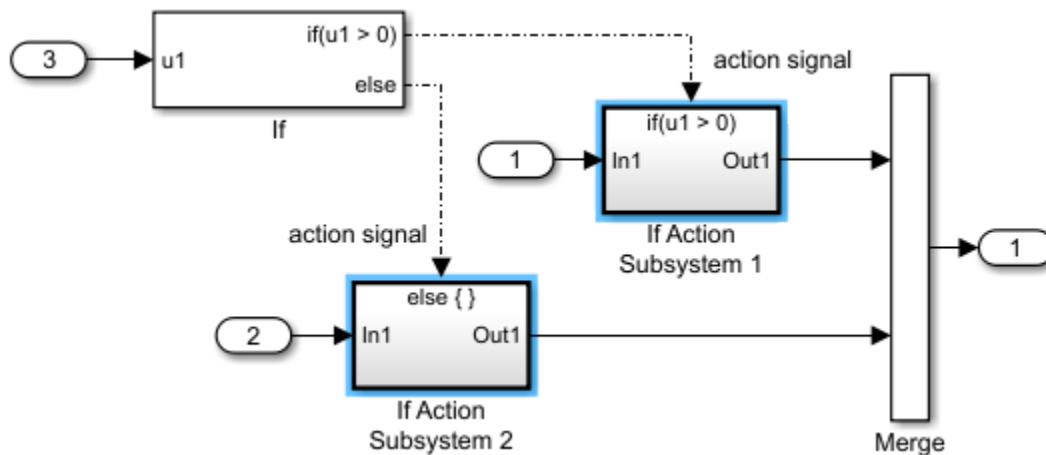 3
u1
if(u1 > 0)
else
If
action signal
1
if(u1 > 0)
In1
Out1
If Action
Subsystem 1
action signal
2
else { }
In1
Out1
If Action
Subsystem 2
1
Merge